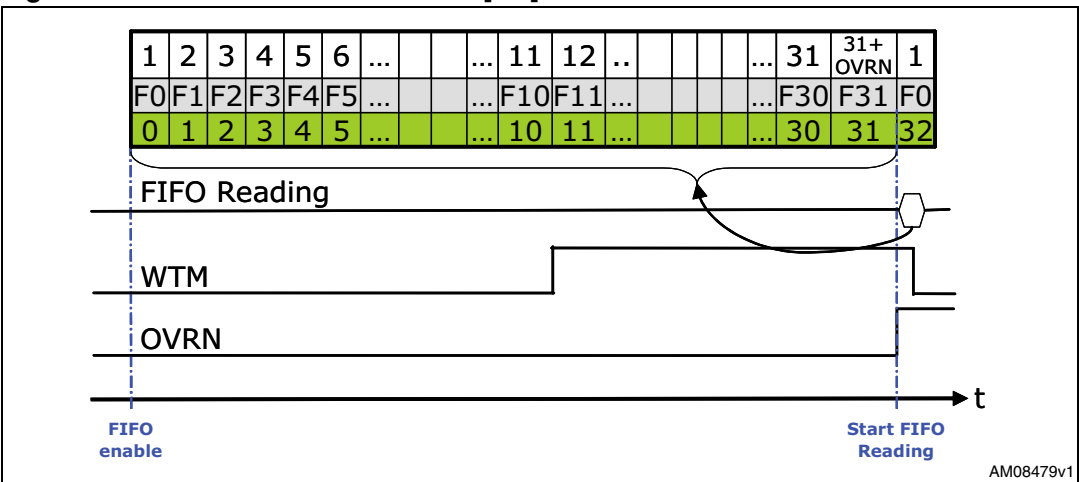 1 2 3 4 5 6 ... ... 11 12 .. ... 31 31+ OVRN 1
F0 F1 F2 F3 F4 F5 ... ... F10 F11 ... ... F30 F31 F0
0 1 2 3 4 5 ... ... 10 11 ... ... 30 31 32
FIFO Reading
WTM
OVRN
t
FIFO enable
Start FIFO Reading
AM08479v1